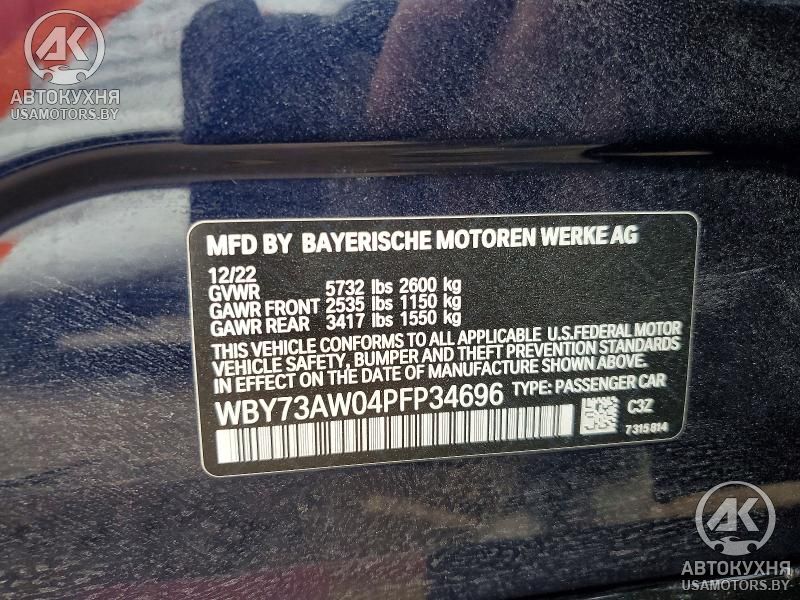 АК
АВТОКУХНЯ
USAMOTORS.BY
MFD BY BAYERISCHE MOTOREN WERKE AG
12/22
GVWR 5732 lbs 2600 kg
GAWR FRONT 2535 lbs 1150 kg
GAWR REAR 3417 lbs 1550 kg
THIS VEHICLE CONFORMS TO ALL APPLICABLE U.S.FEDERAL MOTOR
VEHICLE SAFETY, BUMPER AND THEFT PREVENTION STANDARDS
IN EFFECT ON THE DATE OF MANUFACTURE SHOWN ABOVE.
WBY73AW04PFP34696 TYPE: PASSENGER CAR
C3Z
7315814
АК
АВТОКУХНЯ
USAMOTORS.BY